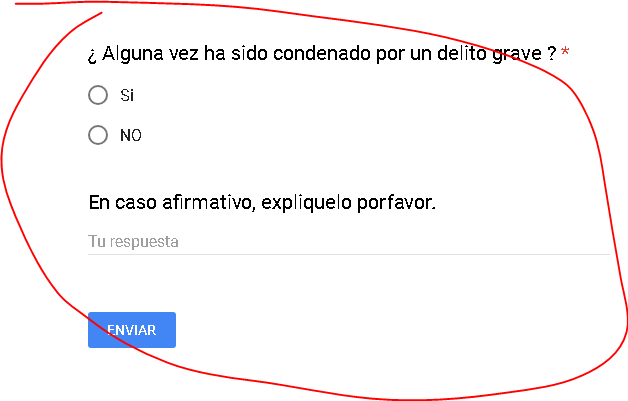 ¿ Alguna vez ha sido condenado por un delito grave ? *
Si
NO
En caso afirmativo, expliquelo porfavor.
Tu respuesta
ENVIAR